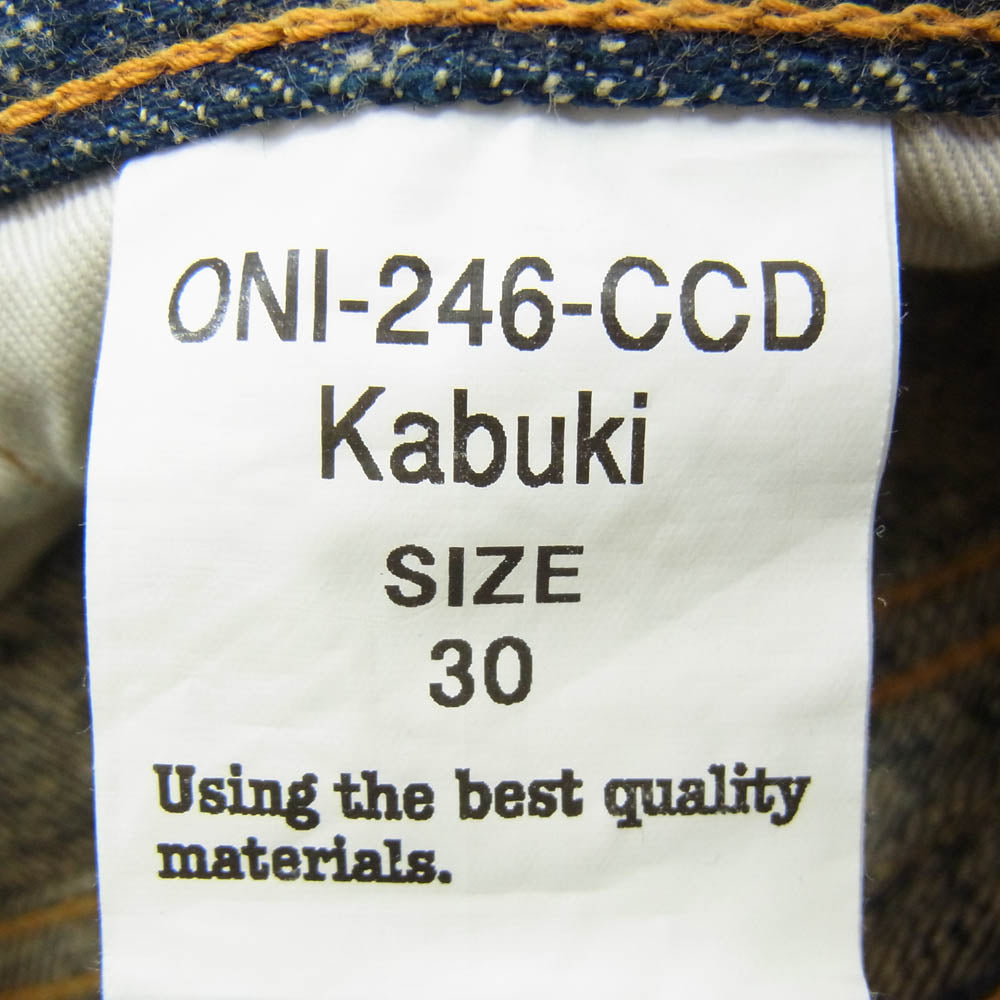 ONI-246-CCD
Kabuki
SIZE
30
Using the best quality
materials.